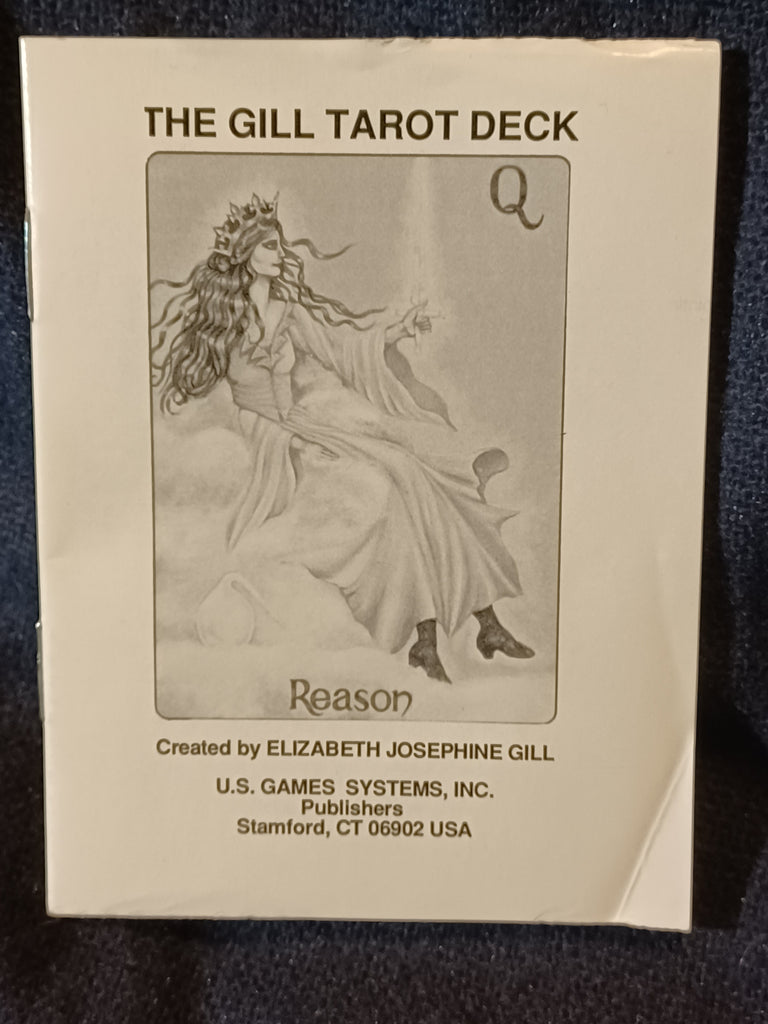 THE GILL TAROT DECK
Q
Reason
Created by ELIZABETH JOSEPHINE GILL
U.S. GAMES SYSTEMS, INC.
Publishers
Stamford, CT 06902 USA